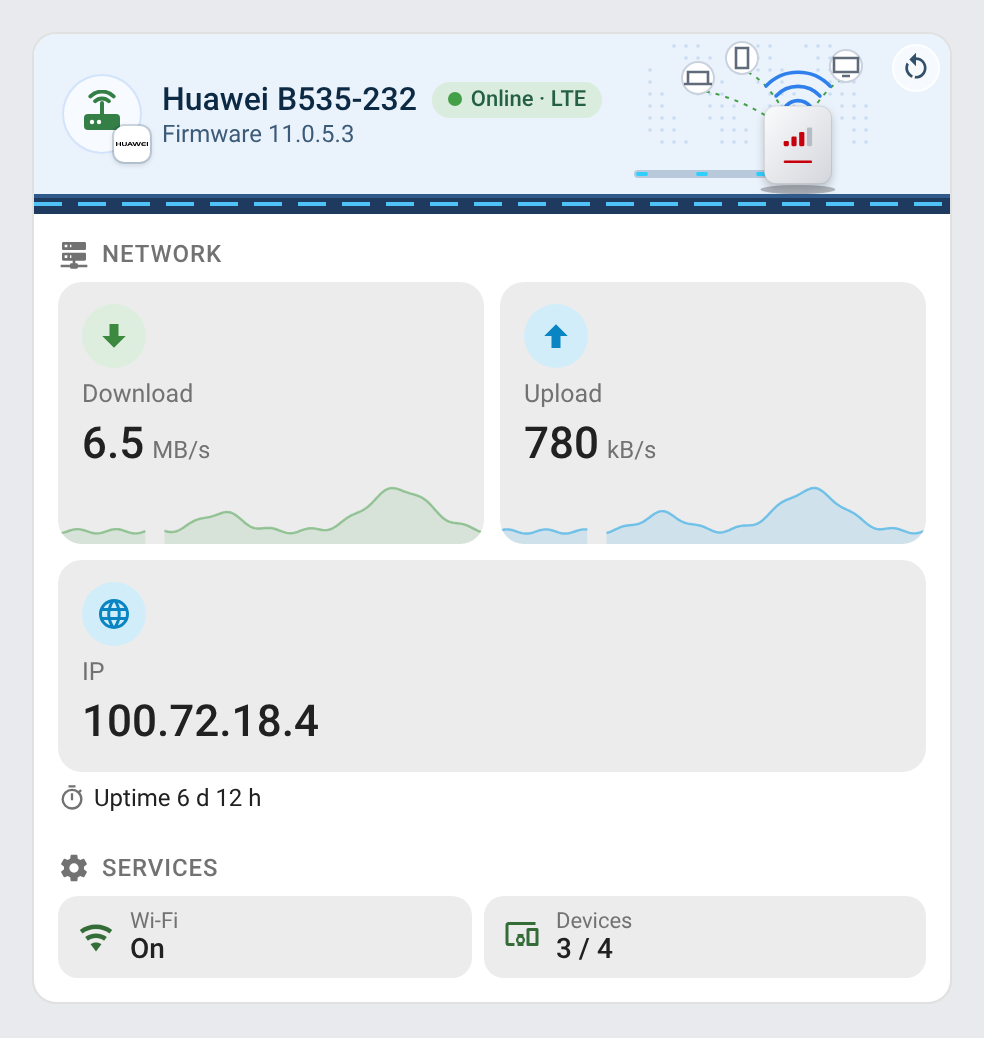 Huawei B535-232
Online · LTE
Firmware 11.0.5.3
HUAWEI
NETWORK
Download
6.5 MB/s
Upload
780 kB/s
IP
100.72.18.4
Uptime 6 d 12 h
SERVICES
Wi-Fi
On
Devices
3 / 4